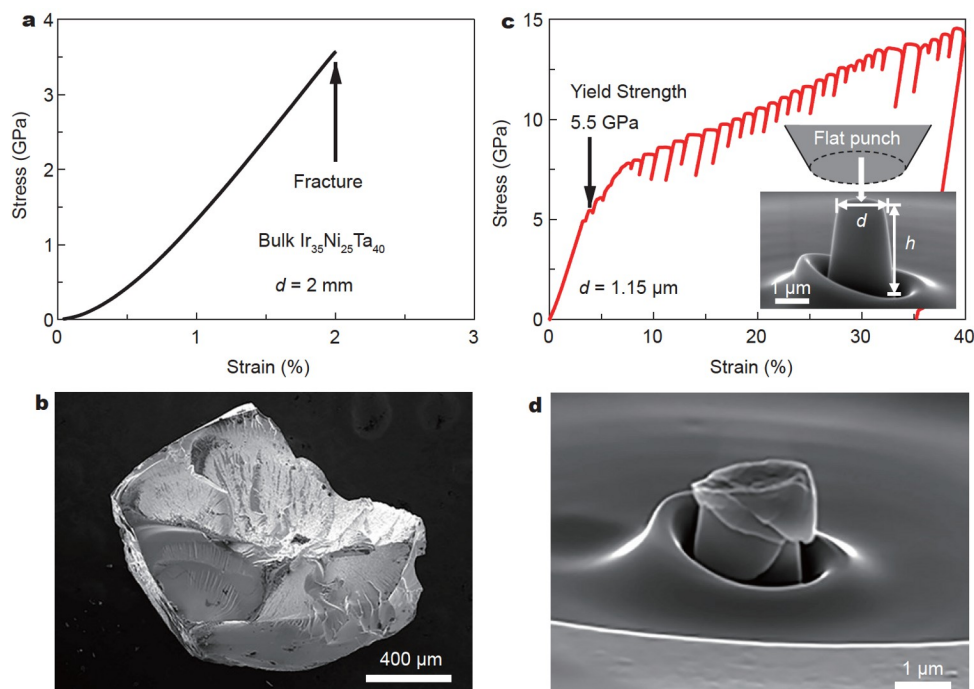 a
4
3
2
1
0
0
1
2
3
Stress (GPa)
Strain (%)
Fracture
Bulk Ir₃₅Ni₂₅Ta₄₀
d = 2 mm
c
15
10
5
0
0
10
20
30
40
Stress (GPa)
Strain (%)
Yield Strength
5.5 GPa
d = 1.15 µm
Flat punch
d
h
1 µm
b
400 µm
d
1 µm